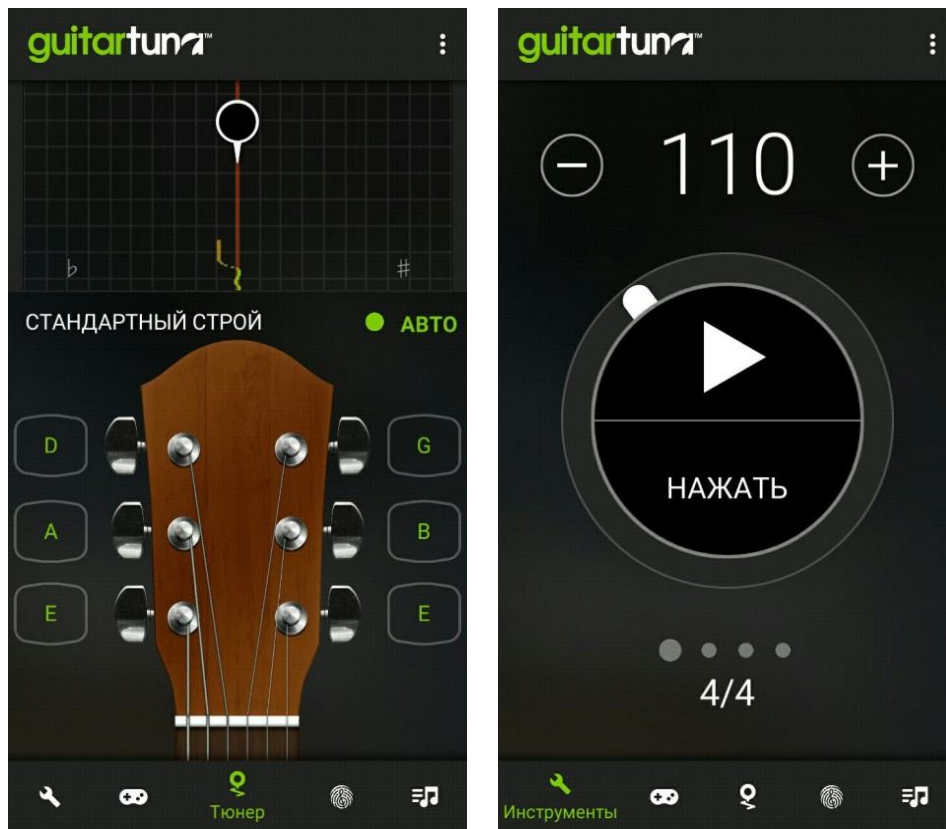 guitartuna™
♭ #
СТАНДАРТНЫЙ СТРОЙ АВТО
D G
A B
E E
Тюнер
guitartuna™
110
НАЖАТЬ
4/4
Инструменты